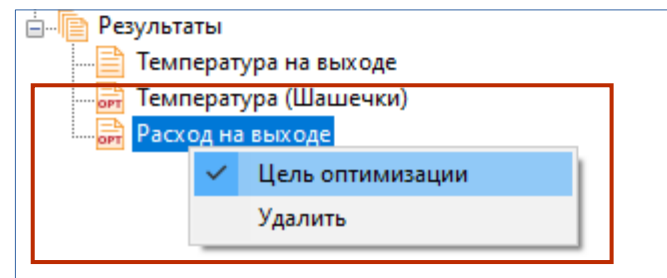 Результаты
Температура на выходе
OPT Температура (Шашечки)
OPT Расход на выходе
Цель оптимизации
Удалить